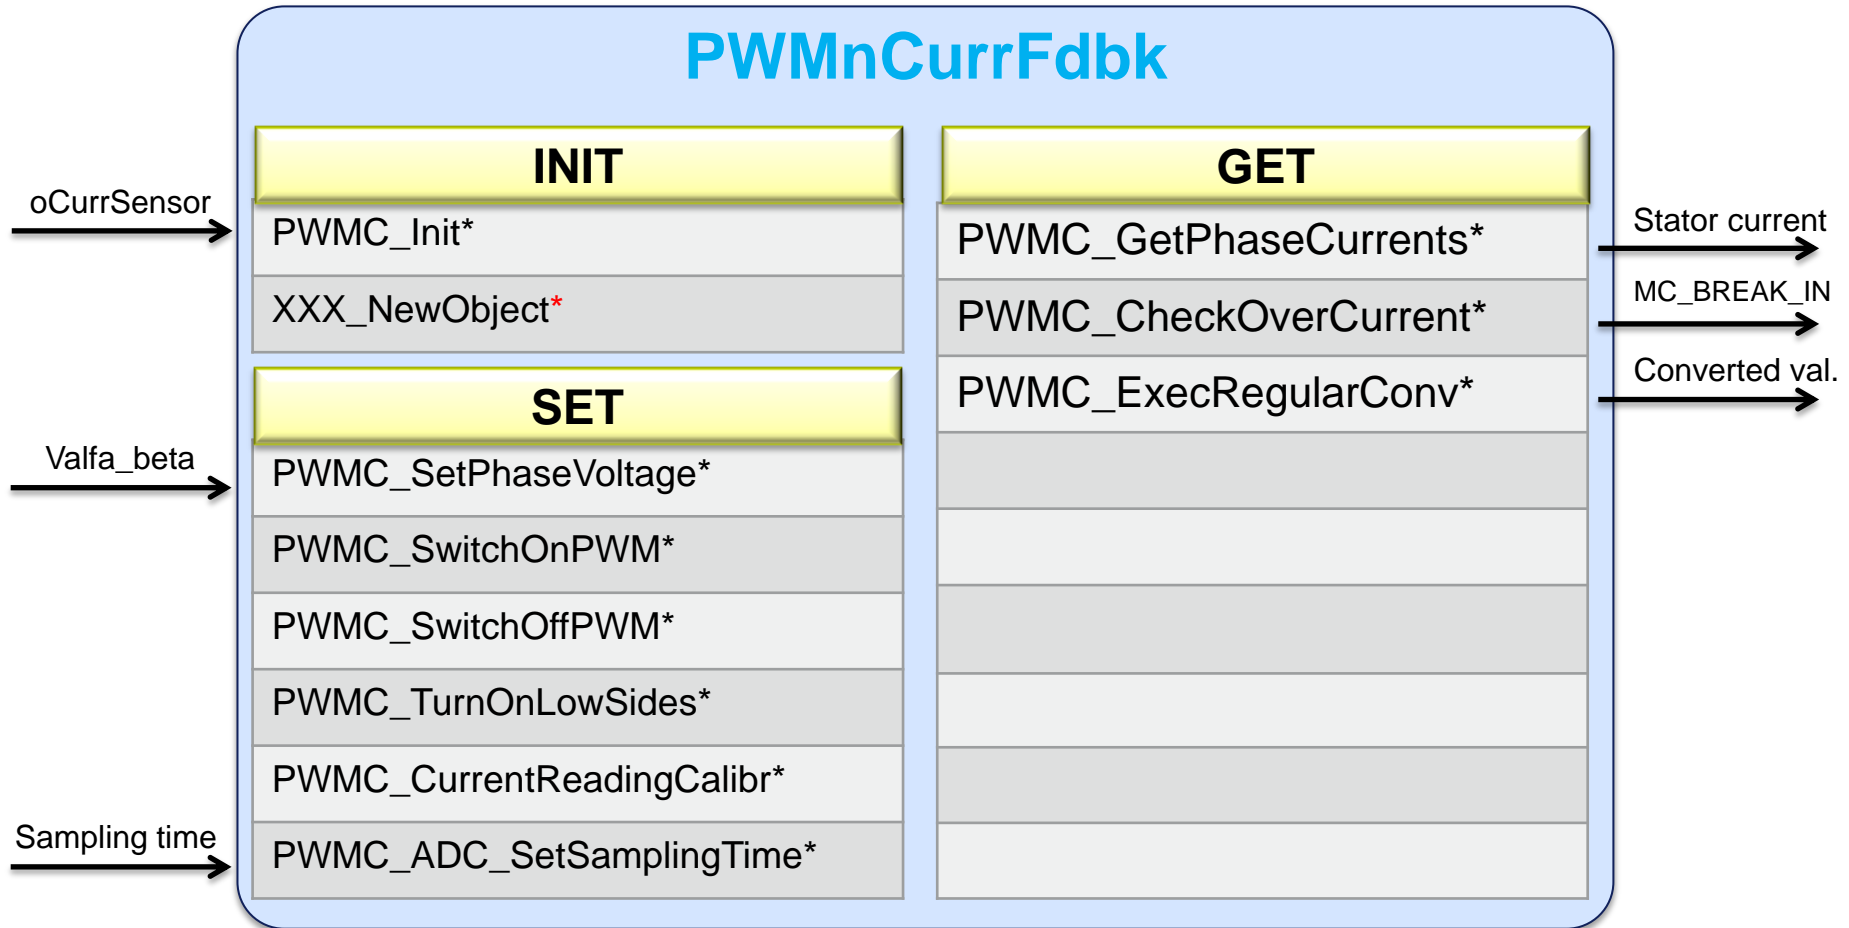 PWMnCurrFdbk
oCurrSensor
INIT
PWMC_Init*
XXX_NewObject*
Valfa_beta
Sampling time
SET
PWMC_SetPhaseVoltage*
PWMC_SwitchOnPWM*
PWMC_SwitchOffPWM*
PWMC_TurnOnLowSides*
PWMC_CurrentReadingCalibr*
PWMC_ADC_SetSamplingTime*
GET
PWMC_GetPhaseCurrents*
PWMC_CheckOverCurrent*
PWMC_ExecRegularConv*
Stator current
MC_BREAK_IN
Converted val.